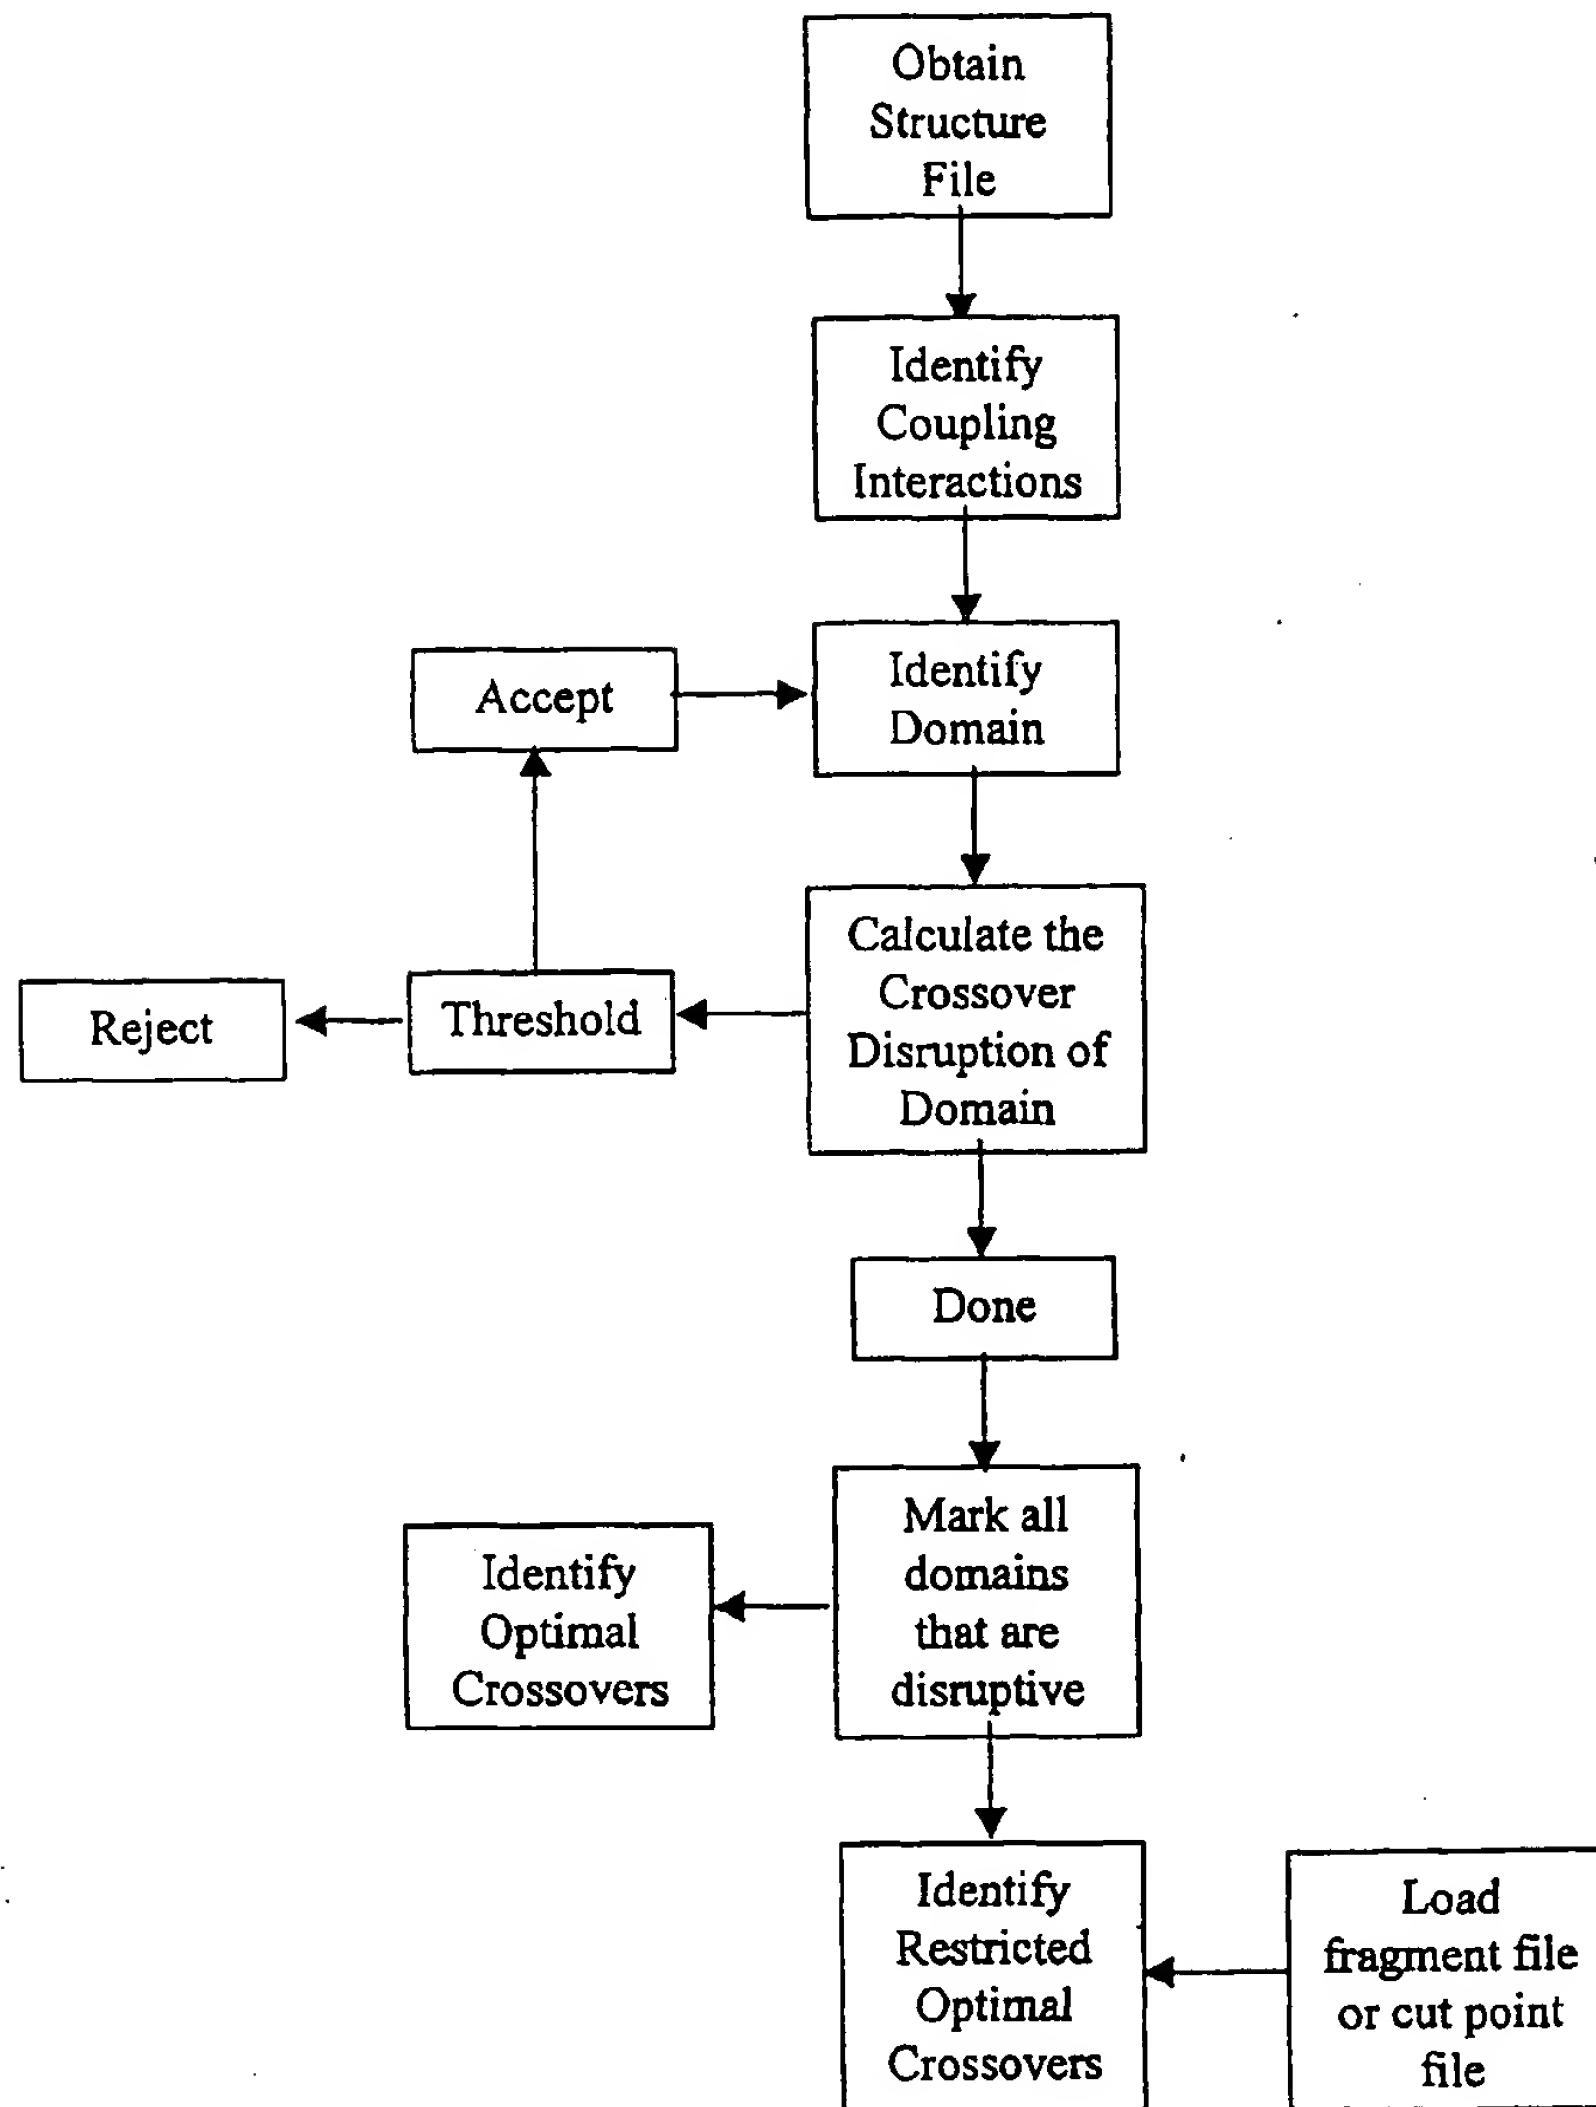 Obtain
Structure
File
Identify
Coupling
Interactions
Accept
Identify
Domain
Calculate the
Crossover
Disruption of
Domain
Threshold
Reject
Done
Mark all
domains
that are
disruptive
Identify
Optimal
Crossovers
Identify
Restricted
Optimal
Crossovers
Load
fragment file
or cut point
file